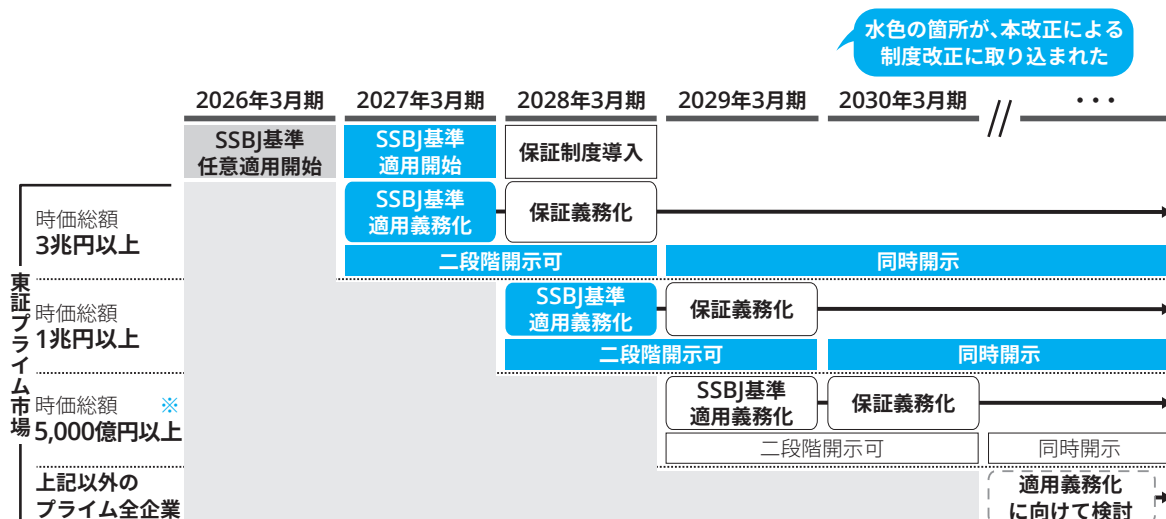 水色の箇所が、本改正による
制度改正に取り込まれた
2026年3月期
2027年3月期
2028年3月期
2029年3月期
2030年3月期
・・・
SSBJ基準
任意適用開始
SSBJ基準
適用開始
保証制度導入
東証プライム市場
時価総額
3兆円以上
SSBJ基準
適用義務化
保証義務化
二段階開示可
同時開示
時価総額
1兆円以上
SSBJ基準
適用義務化
保証義務化
二段階開示可
同時開示
時価総額 ※
5,000億円以上
SSBJ基準
適用義務化
保証義務化
二段階開示可
同時開示
上記以外の
プライム全企業
適用義務化
に向けて検討